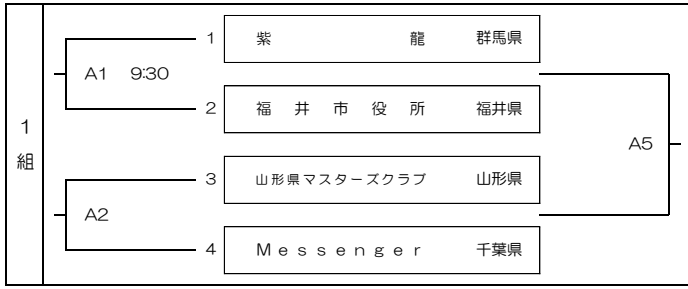 1組
1 紫龍 群馬県
A1 9:30
2 福井市役所 福井県
A5
3 山形県マスターズクラブ 山形県
A2
4 Messenger 千葉県